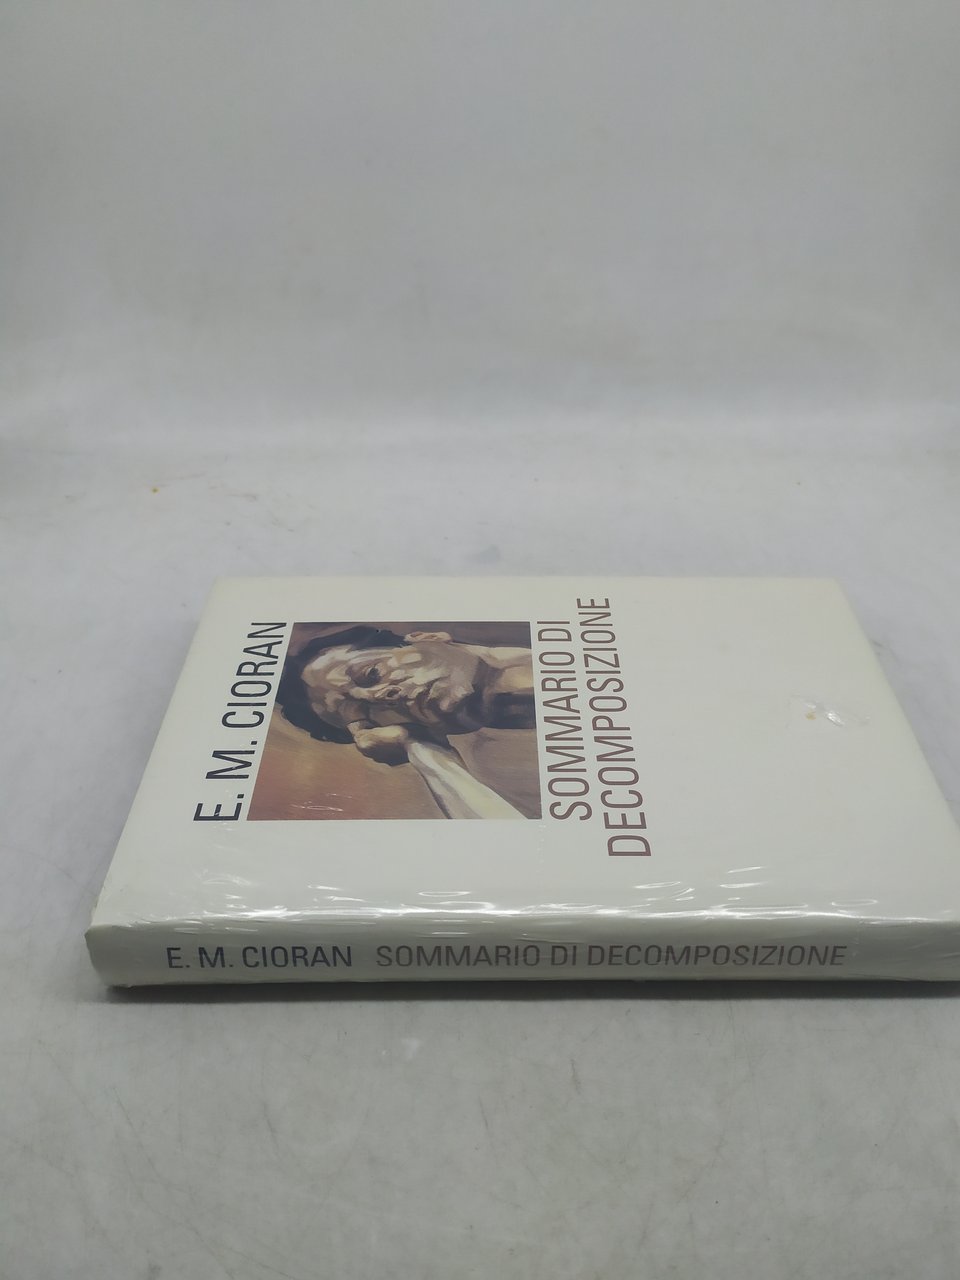 E. M. CIORAN
SOMMARIO DI
DECOMPOSIZIONE
E. M. CIORAN SOMMARIO DI DECOMPOSIZIONE